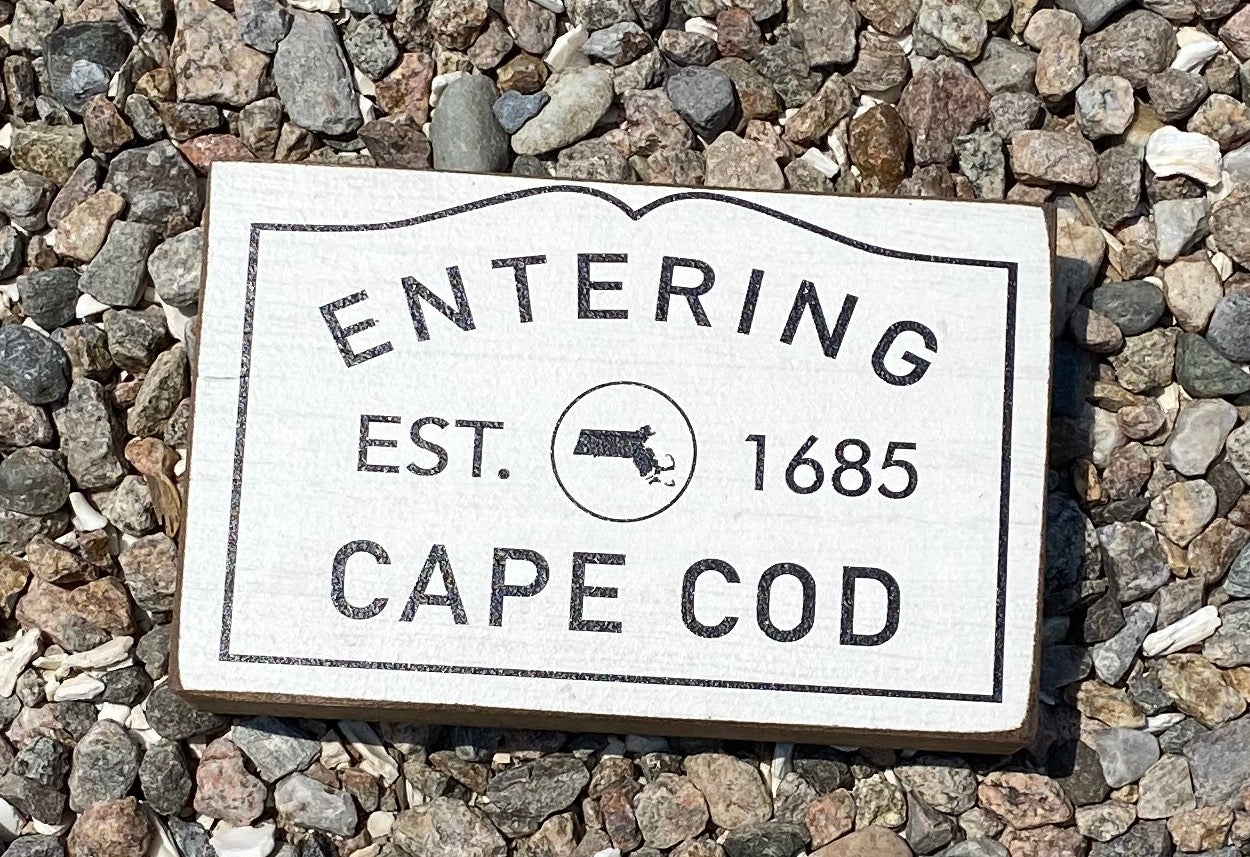 ENTERING
EST. 1685
CAPE COD